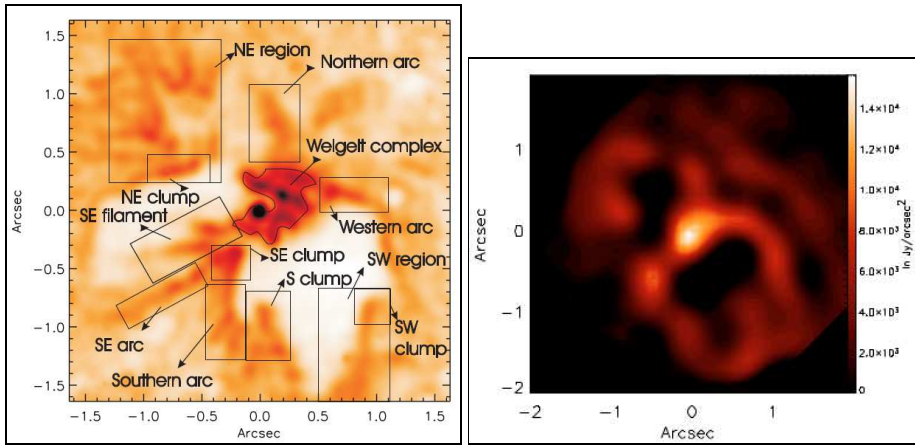 1.5
1.0
0.5
0.0
−0.5
−1.0
−1.5
Arcsec
NE region
Northern arc
Weigelt complex
NE clump
SE filament
Western arc
SE clump
SW region
S clump
SE arc
SW
clump
Southern arc
−1.5 −1.0 −0.5 0.0 0.5 1.0 1.5
Arcsec
1
0
−1
−2
Arcsec
−2 −1 0 1
Arcsec
1.4×10⁴
1.2×10⁴
1.0×10⁴
8.0×10³
6.0×10³
4.0×10³
2.0×10³
0
in Jy/arcsec²